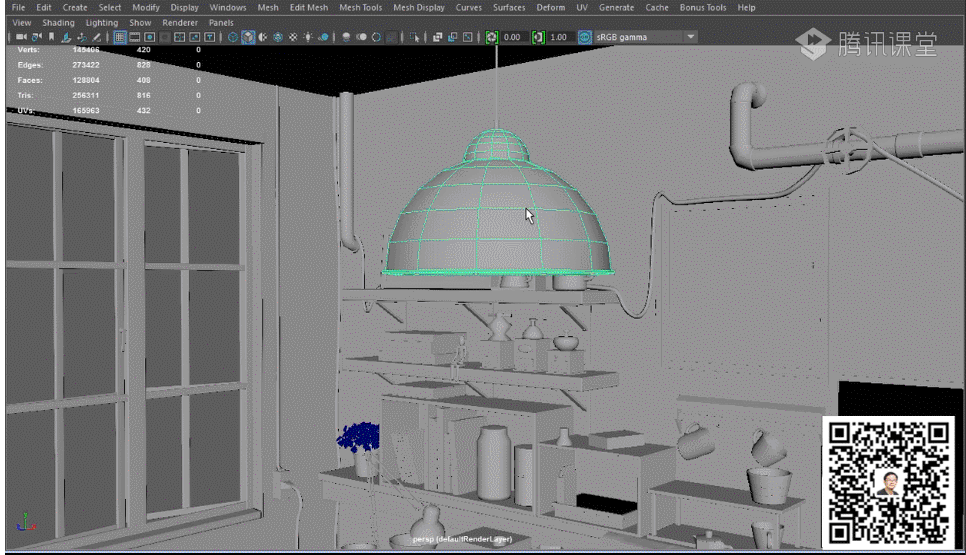 File Edit Create Select Modify Display Windows Mesh Edit Mesh Mesh Tools Mesh Display Curves Surfaces Deform UV Generate Cache Bonus Tools Help
View Shading Lighting Show Renderer Panels
0.00 1.00 sRGB gamma
腾讯课堂
Verts: 145406 420 0
Edges: 273422 828 0
Faces: 128804 408 0
Tris: 256311 816 0
UVs: 165963 432 0
persp (defaultRenderLayer)